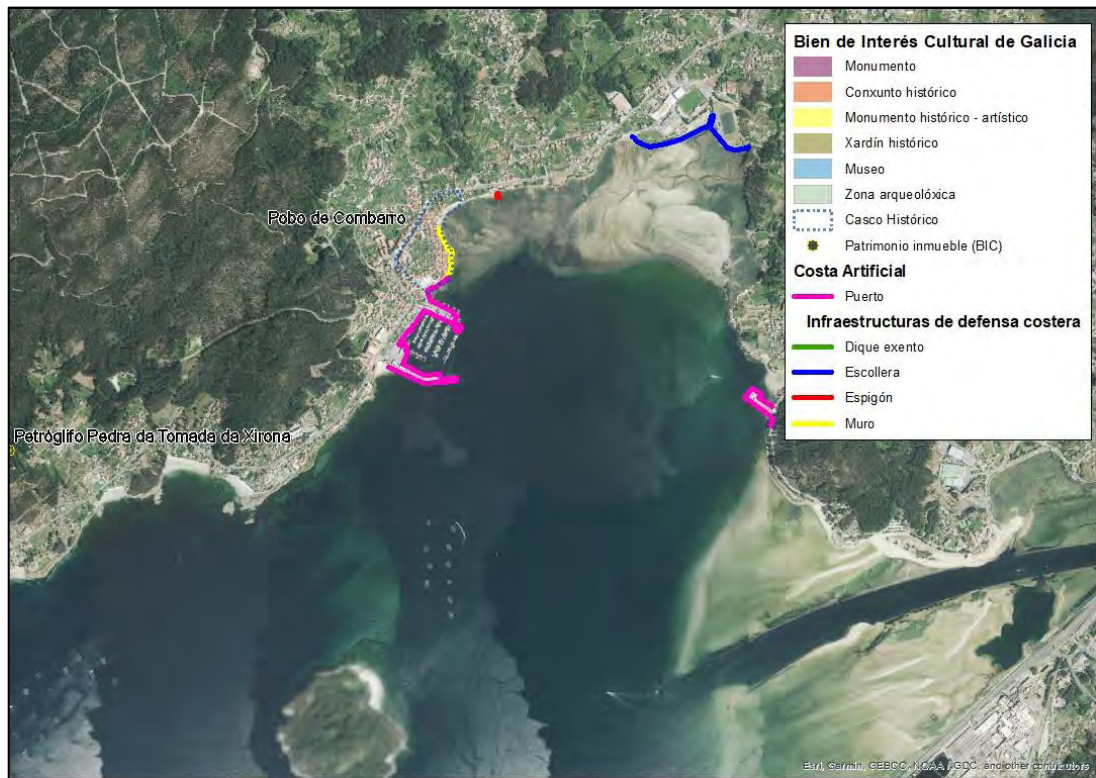 Bien de Interés Cultural de Galicia
Monumento
Conxunto histórico
Monumento histórico - artístico
Xardín histórico
Museo
Zona arqueolóxica
Casco Histórico
Patrimonio inmueble (BIC)
Costa Artificial
Puerto
Infraestructuras de defensa costera
Dique exento
Escollera
Espigón
Muro
Pobo de Combarro
Petróglifo Pedra da Tomada da Xirona
Esri, Garmin, GEBCO, NOAA NGDC, and other contributors